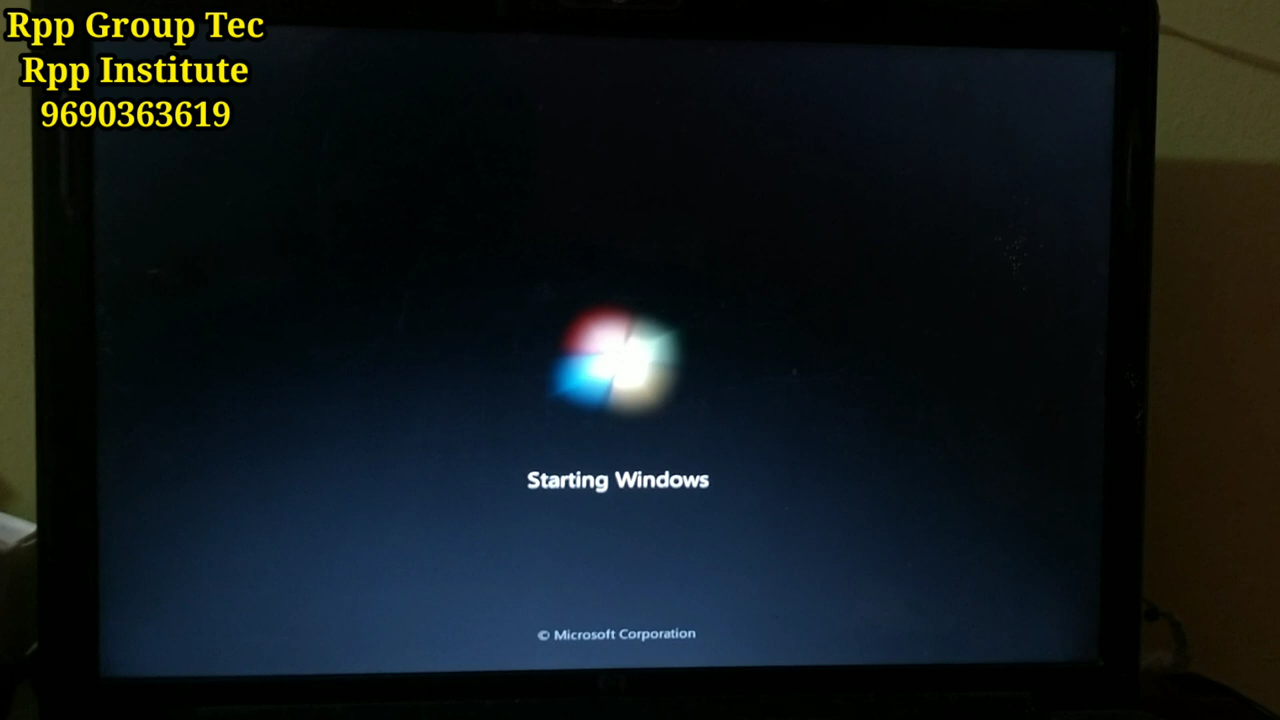 Rpp Group Tec
Rpp Institute
9690363619
Starting Windows
© Microsoft Corporation